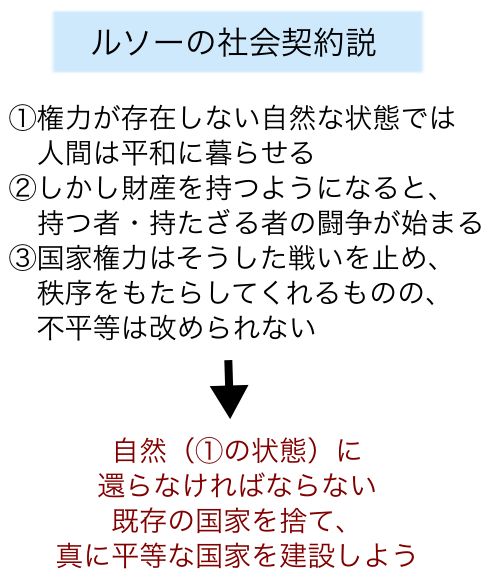 ルソーの社会契約説
①権力が存在しない自然な状態では
人間は平和に暮らせる
②しかし財産を持つようになると、
持つ者・持たざる者の闘争が始まる
③国家権力はそうした戦いを止め、
秩序をもたらしてくれるものの、
不平等は改められない
自然（①の状態）に
還らなければならない
既存の国家を捨て、
真に平等な国家を建設しよう